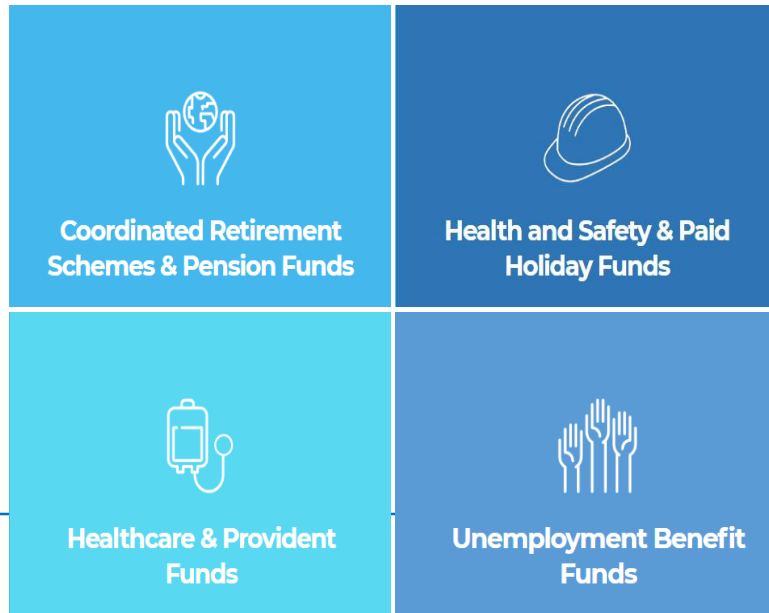 Coordinated Retirement
Schemes & Pension Funds
Health and Safety & Paid
Holiday Funds
Healthcare & Provident
Funds
Unemployment Benefit
Funds